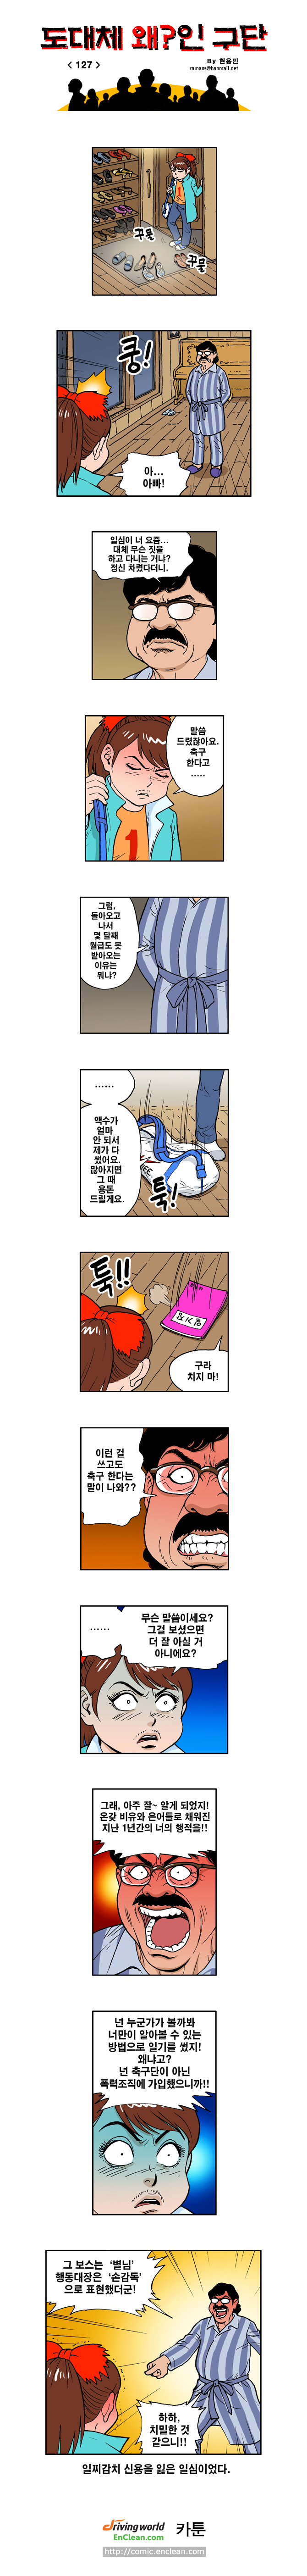 도대체 왜?인 구단
< 127 >
By 현용민
ramans@hanmail.net
꾸물
꾸물
쿵!
아...
아빠!
일심이 너 요즘...
대체 무슨 짓을
하고 다니는 거냐?
정신 차렸다더니.
말씀
드렸잖아요.
축구
한다고
.....
1
그럼,
돌아오고
나서
몇 달째
월급도 못
받아오는
이유는
뭐냐?
......
액수가
얼마
안 되서
제가 다
썼어요.
많아지면
그 때
용돈
드릴게요.
툭!
툭!!
일기장
구라
치지 마!
이런 걸
쓰고도
축구 한다는
말이 나와??
......
무슨 말씀이세요?
그걸 보셨으면
더 잘 아실 거
아니에요?
그래, 아주 잘~ 알게 되었지!
온갖 비유와 은어들로 채워진
지난 1년간의 너의 행적을!!
넌 누군가가 볼까봐
너만이 알아볼 수 있는
방법으로 일기를 썼지!
왜냐고?
넌 축구단이 아닌
폭력조직에 가입했으니까!!
그 보스는 '별님'
행동대장은 '손감독'
으로 표현했더군!
하하,
치밀한 것
같으니!!
일찌감치 신용을 잃은 일심이었다.
driving world
EnClean.com
카툰
http://comic.enclean.com